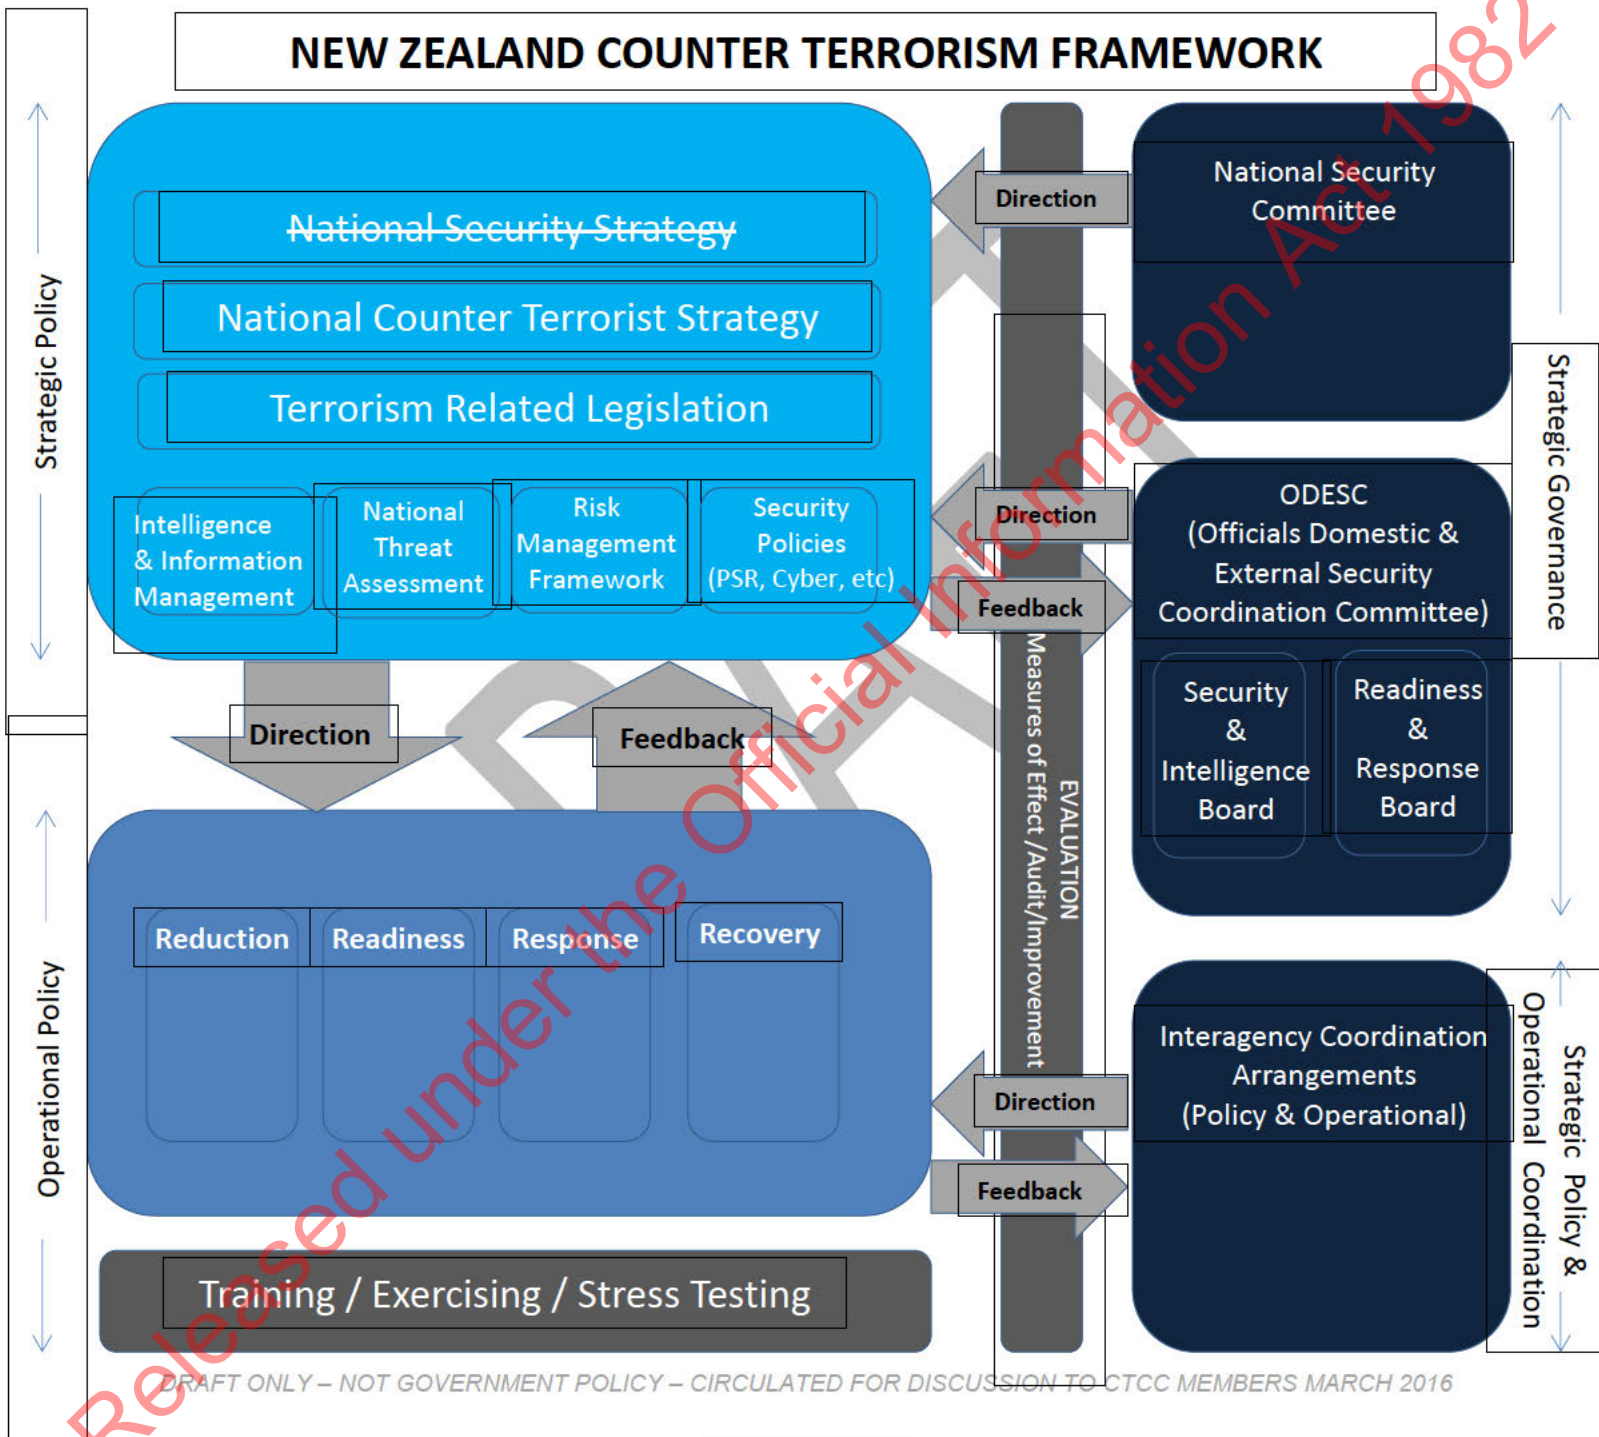 NEW ZEALAND COUNTER TERRORISM FRAMEWORK
Strategic Policy
National Security Strategy
National Counter Terrorist Strategy
Terrorism Related Legislation
Intelligence
& Information
Management
National
Threat
Assessment
Risk
Management
Framework
Security
Policies
(PSR, Cyber, etc)
Direction
National Security
Committee
Direction
Feedback
ODESC
(Officials Domestic &
External Security
Coordination Committee)
Security
&
Intelligence
Board
Readiness
&
Response
Board
Strategic Governance
Direction
Feedback
EVALUATION
Measures of Effect /Audit/Improvement
Operational Policy
Reduction
Readiness
Response
Recovery
Direction
Feedback
Interagency Coordination
Arrangements
(Policy & Operational)
Strategic Policy &
Operational Coordination
Training / Exercising / Stress Testing
DRAFT ONLY – NOT GOVERNMENT POLICY – CIRCULATED FOR DISCUSSION TO CTCC MEMBERS MARCH 2016
DRAFT
Released under the Official Information Act 1982